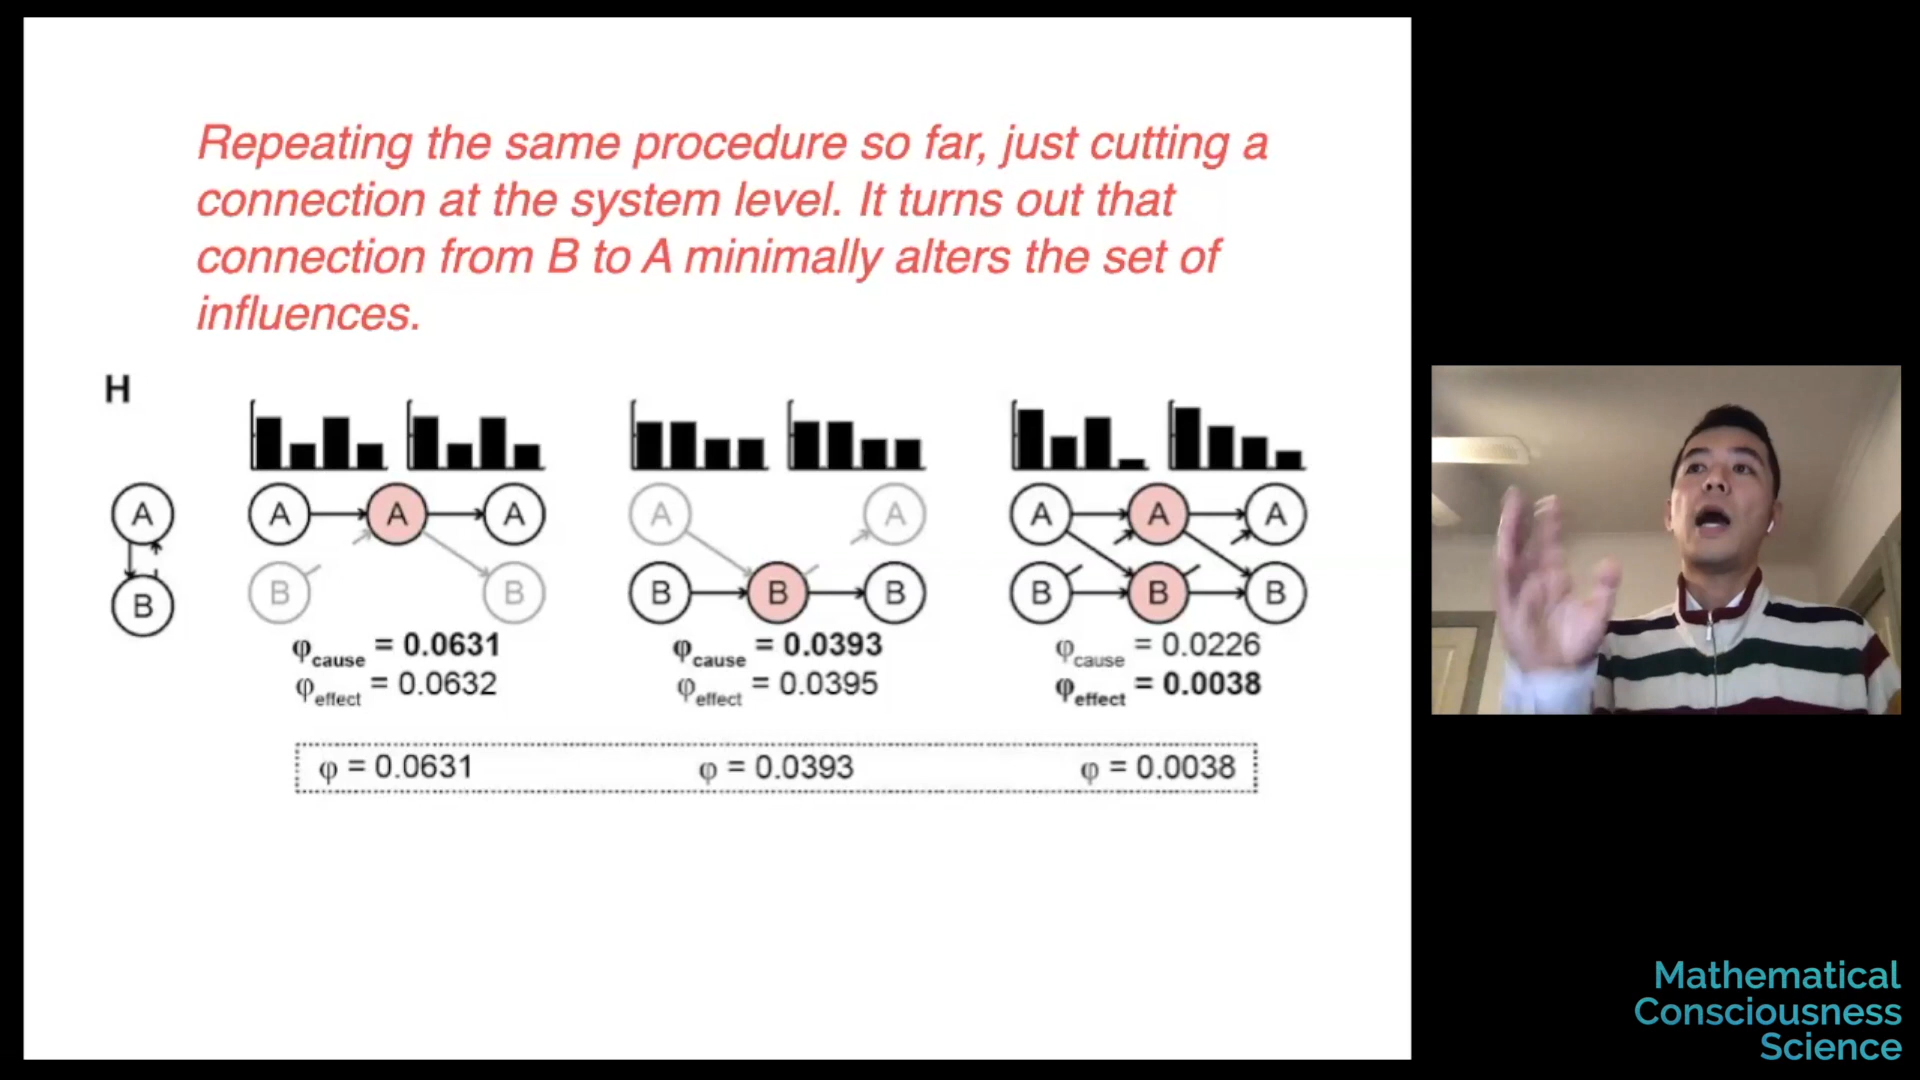 Repeating the same procedure so far, just cutting a
connection at the system level. It turns out that
connection from B to A minimally alters the set of
influences.
H
A
B
A A A
B B
φcause = 0.0631
φeffect = 0.0632
A A
B B B
φcause = 0.0393
φeffect = 0.0395
A A A
B B B
φcause = 0.0226
φeffect = 0.0038
φ = 0.0631 φ = 0.0393 φ = 0.0038
Mathematical
Consciousness
Science